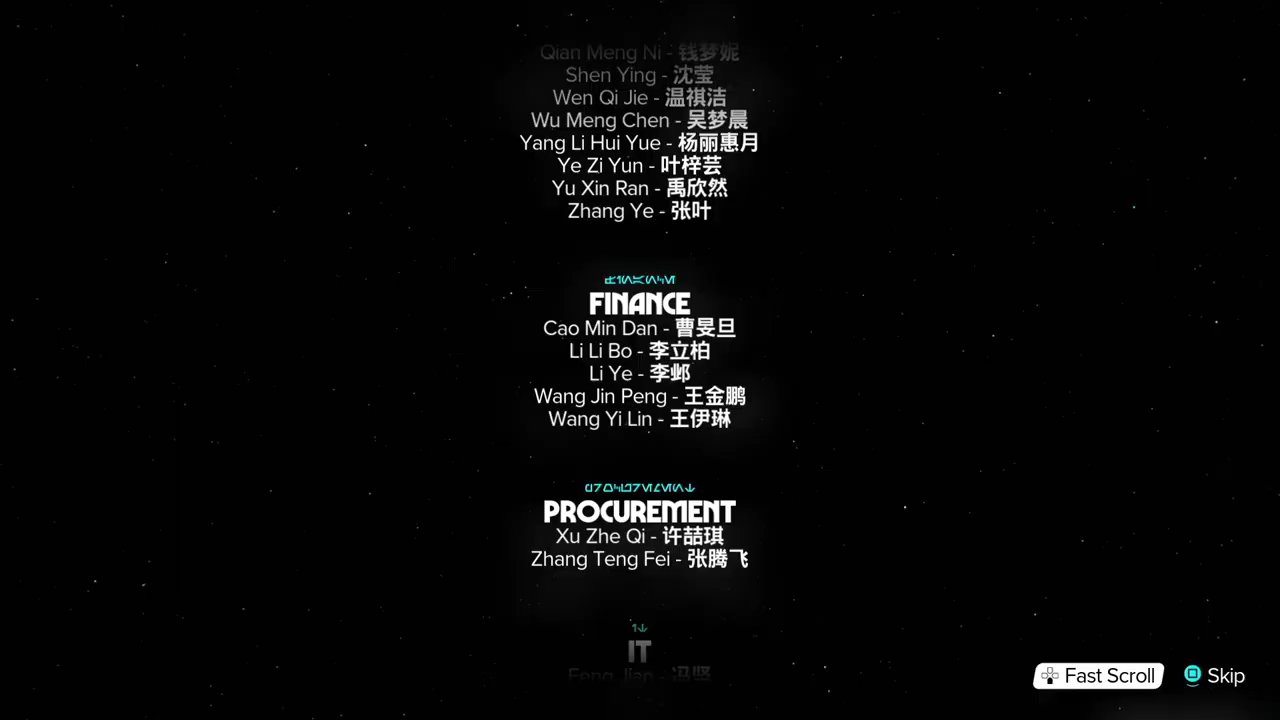 Qian Meng Ni - 钱梦妮
Shen Ying - 沈莹
Wen Qi Jie - 温祺洁
Wu Meng Chen - 吴梦晨
Yang Li Hui Yue - 杨丽惠月
Ye Zi Yun - 叶梓芸
Yu Xin Ran - 禹欣然
Zhang Ye - 张叶
FINANCE
Cao Min Dan - 曹旻旦
Li Li Bo - 李立柏
Li Ye - 李邺
Wang Jin Peng - 王金鹏
Wang Yi Lin - 王伊琳
PROCUREMENT
Xu Zhe Qi - 许喆琪
Zhang Teng Fei - 张腾飞
IT
Feng Jian - 冯坚
Fast Scroll
Skip